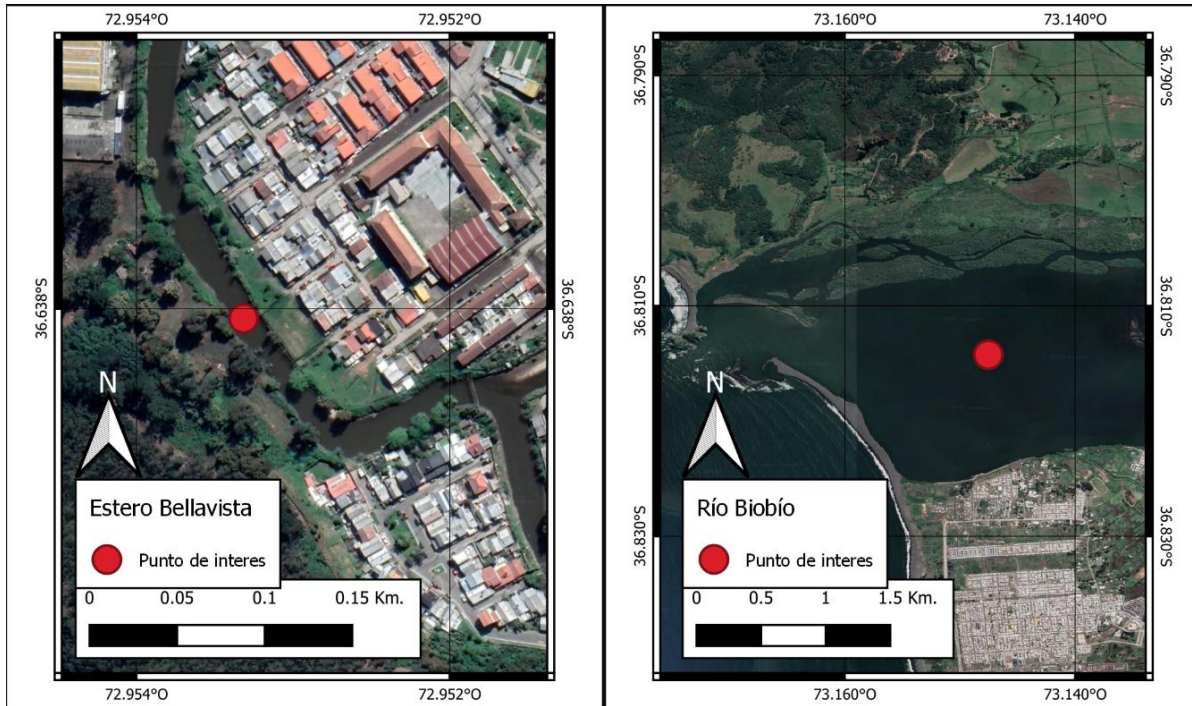 72.954°O 72.952°O
36.638°S 36.638°S
N
Estero Bellavista
Punto de interes
0 0.05 0.1 0.15 Km.
72.954°O 72.952°O
73.160°O 73.140°O
36.790°S 36.790°S
36.810°S 36.810°S
N
Río Biobío
36.830°S 36.830°S
Punto de interes
0 0.5 1 1.5 Km.
73.160°O 73.140°O